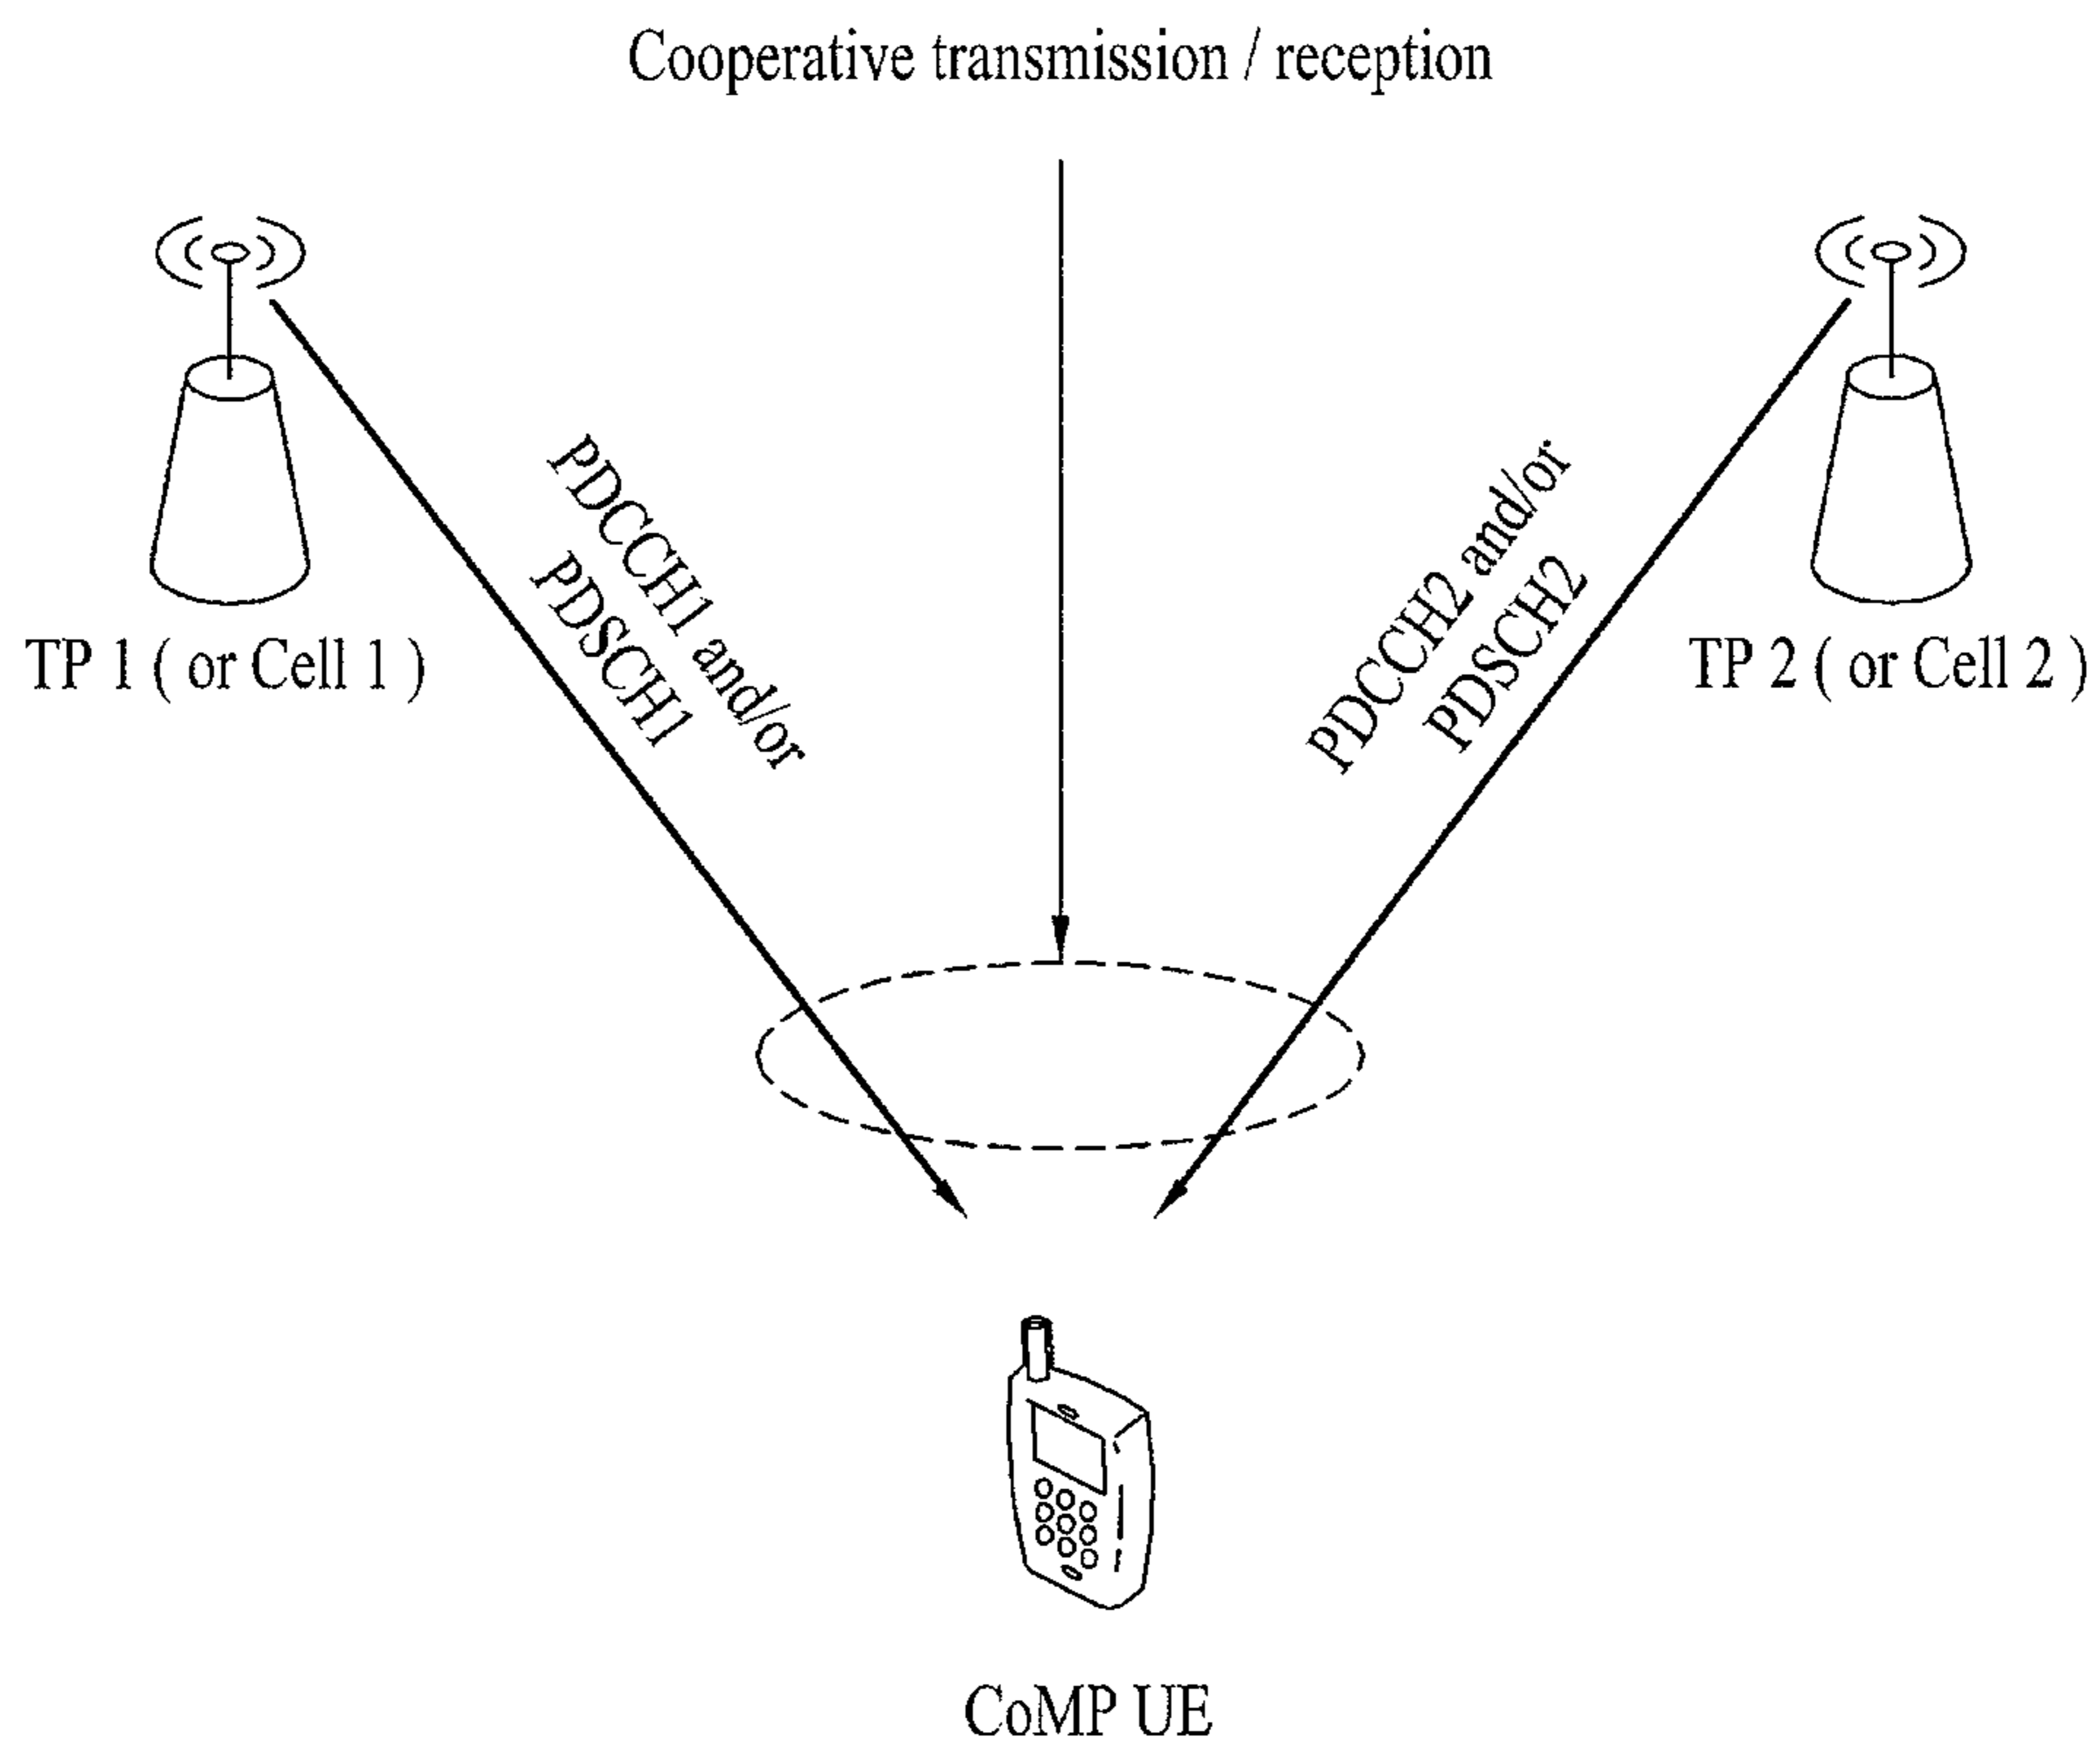 Cooperative transmission / reception
PDCCH1 and/or
PDSCH1
PDCCH2 and/or
PDSCH2
TP 1 ( or Cell 1 )
TP 2 ( or Cell 2 )
CoMP UE